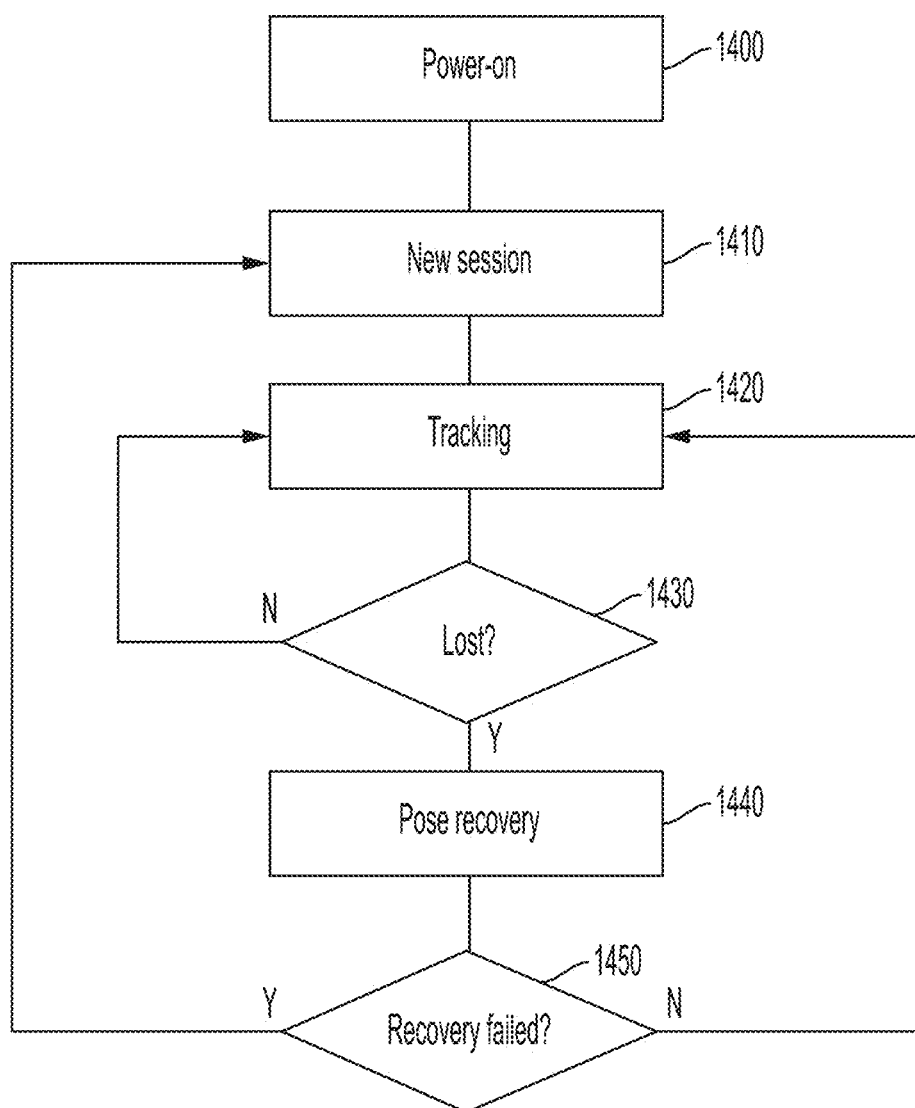 Power-on
1400
New session
1410
Tracking
1420
Lost?
1430
N
Y
Pose recovery
1440
Recovery failed?
1450
Y
N